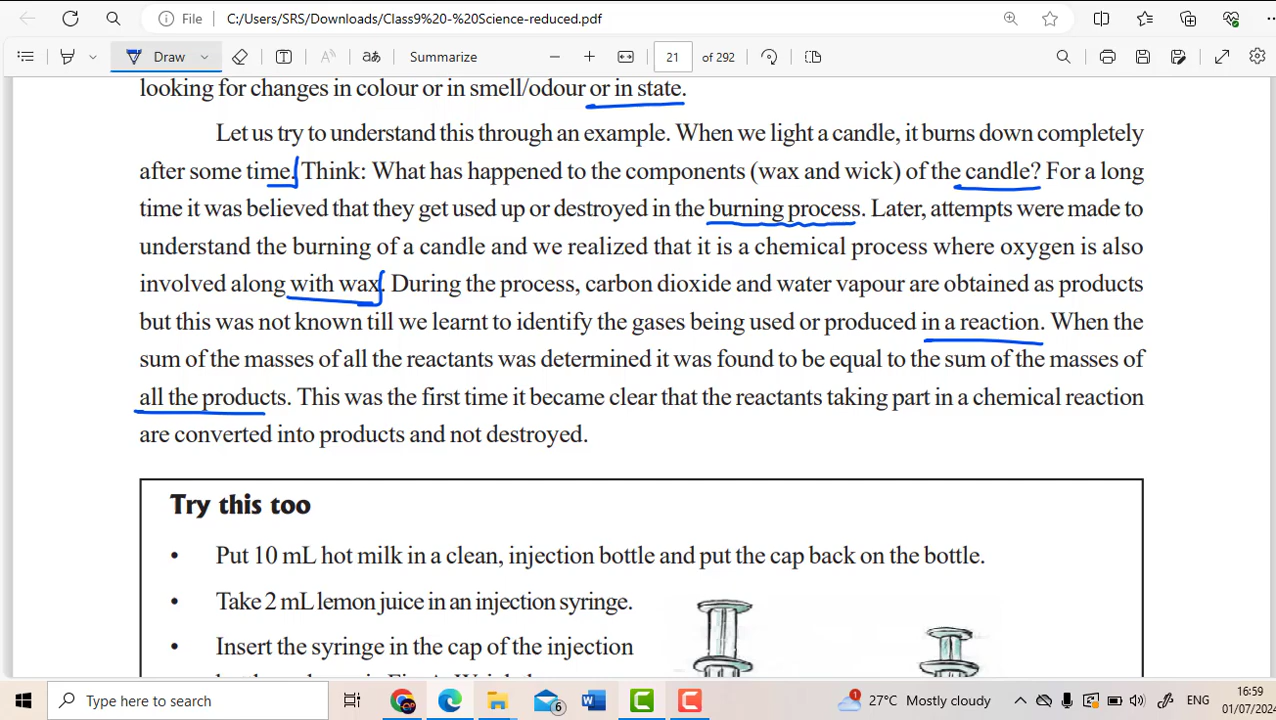 File
C:/Users/SRS/Downloads/Class9%20-%20Science-reduced.pdf
Draw
Summarize
21
of 292
looking for changes in colour or in smell/odour or in state.
Let us try to understand this through an example. When we light a candle, it burns down completely
after some time. Think: What has happened to the components (wax and wick) of the candle? For a long
time it was believed that they get used up or destroyed in the burning process. Later, attempts were made to
understand the burning of a candle and we realized that it is a chemical process where oxygen is also
involved along with wax. During the process, carbon dioxide and water vapour are obtained as products
but this was not known till we learnt to identify the gases being used or produced in a reaction. When the
sum of the masses of all the reactants was determined it was found to be equal to the sum of the masses of
all the products. This was the first time it became clear that the reactants taking part in a chemical reaction
are converted into products and not destroyed.
Try this too
• Put 10 mL hot milk in a clean, injection bottle and put the cap back on the bottle.
• Take 2 mL lemon juice in an injection syringe.
• Insert the syringe in the cap of the injection
Type here to search
6
1
27°C Mostly cloudy
ENG
16:59
01/07/2024